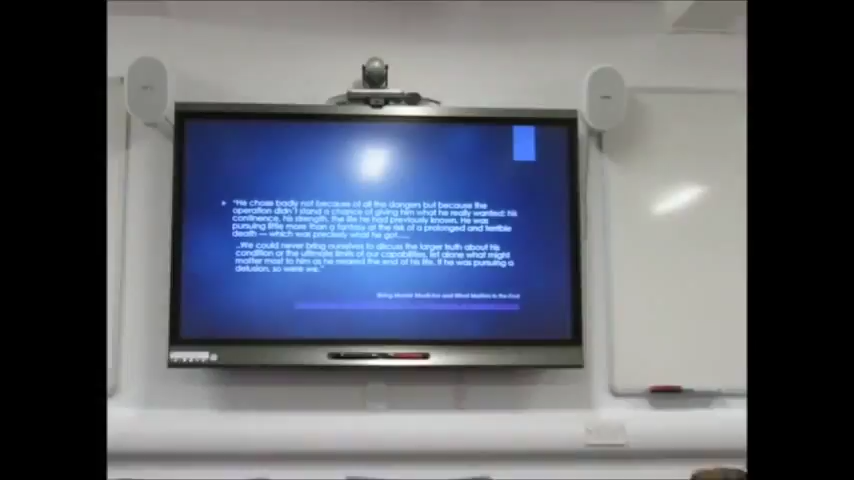 "He chose badly not because of all the dangers but because the
operation didn't stand a chance of giving him what he really wanted: his
continence, his strength, the life he had previously known. He was
pursuing little more than a fantasy at the risk of a prolonged and terrible
death — which was precisely what he got.....
..We could never bring ourselves to discuss the larger truth about his
condition or the ultimate limits of our capabilities, let alone what might
matter most to him as he neared the end of his life. If he was pursuing a
delusion, so were we."
Being Mortal: Medicine and What Matters in the End